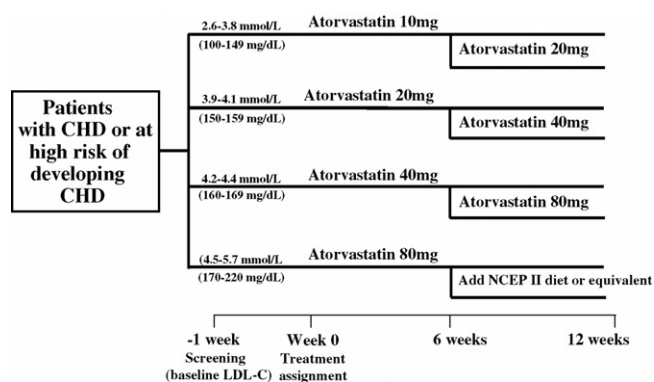 2.6-3.8 mmol/L Atorvastatin 10mg
(100-149 mg/dL) Atorvastatin 20mg
3.9-4.1 mmol/L Atorvastatin 20mg
(150-159 mg/dL) Atorvastatin 40mg
Patients
with CHD or at
high risk of
developing
CHD
4.2-4.4 mmol/L Atorvastatin 40mg
(160-169 mg/dL) Atorvastatin 80mg
(4.5-5.7 mmol/L Atorvastatin 80mg
(170-220 mg/dL) Add NCEP II diet or equivalent
-1 week Week 0 6 weeks 12 weeks
Screening Treatment
(baseline LDL-C) assignment